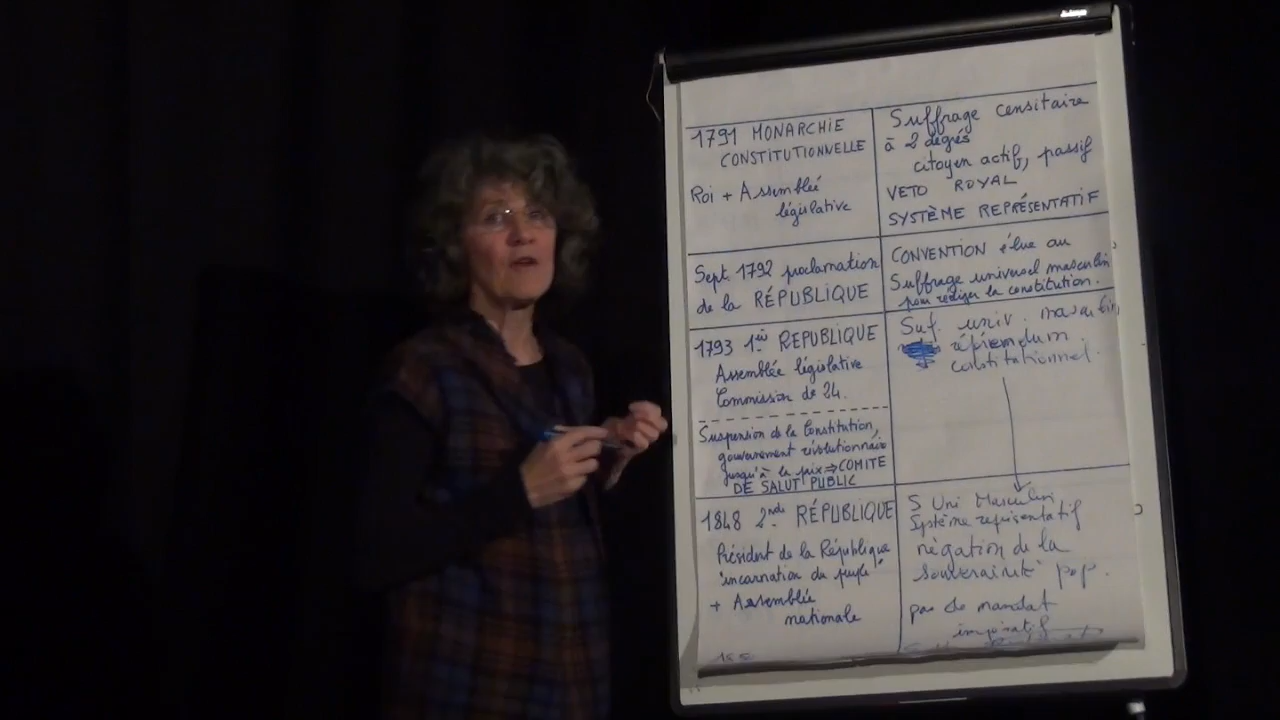 1791 MONARCHIE
CONSTITUTIONNELLE
Roi + Assemblée
législative
Suffrage censitaire
à 2 degrés
citoyen actif, passif
VETO ROYAL
SYSTÈME REPRÉSENTATIF
Sept. 1792 proclamation
de la RÉPUBLIQUE
CONVENTION élue au
Suffrage universel masculin
pour rédiger la constitution.
1793 1ère REPUBLIQUE
Assemblée législative
Commission de 24.
Suf. univ. masculin
référendum
constitutionnel.
Suspension de la Constitution,
gouvernement révolutionnaire
jusqu'à la paix ⇒ COMITE
DE SALUT PUBLIC
1848 2nde RÉPUBLIQUE
Président de la République
"incarnation du peuple"
+ Assemblée
nationale
S Uni Masculin
Système représentatif
négation de la
souveraineté pop.
pas de mandat
impératif